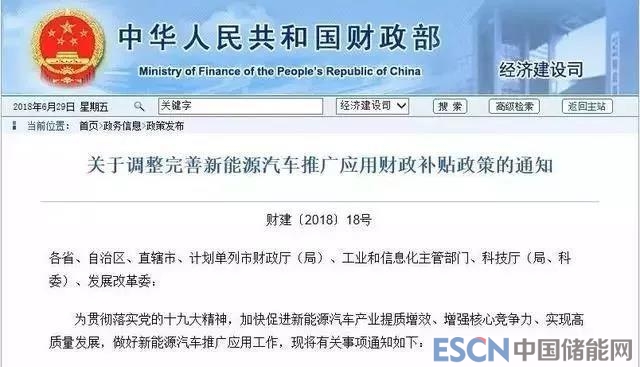 中华人民共和国财政部
Ministry of Finance of the People's Republic of China
经济建设司
2018年6月29日 星期五
关键字
经济建设司
搜索
高级检索
返回主站
当前位置: 首页>政务信息>政策发布
关于调整完善新能源汽车推广应用财政补贴政策的通知
财建〔2018〕18号
各省、自治区、直辖市、计划单列市财政厅(局)、工业和信息化主管部门、科技厅(局、科
委)、发展改革委:
为贯彻落实党的十九大精神,加快促进新能源汽车产业提质增效、增强核心竞争力、实现高
质量发展,做好新能源汽车推广应用工作,现将有关事项通知如下:
ESCN中国储能网